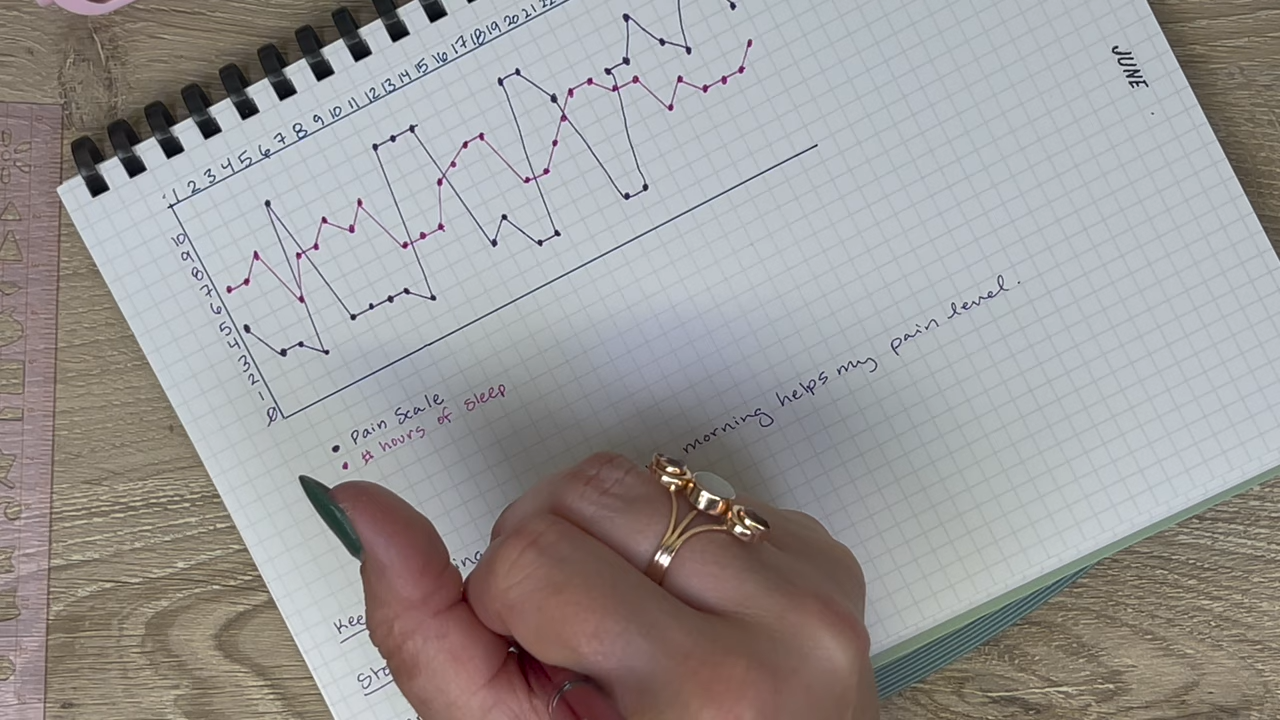 1 2 3 4 5 6 7 8 9 10 11 12 13 14 15 16 17 18 19 20 21 22
JUNE
10
9
8
7
6
5
4
3
2
1
0
• Pain Scale
• # hours of sleep
morning helps my pain level.